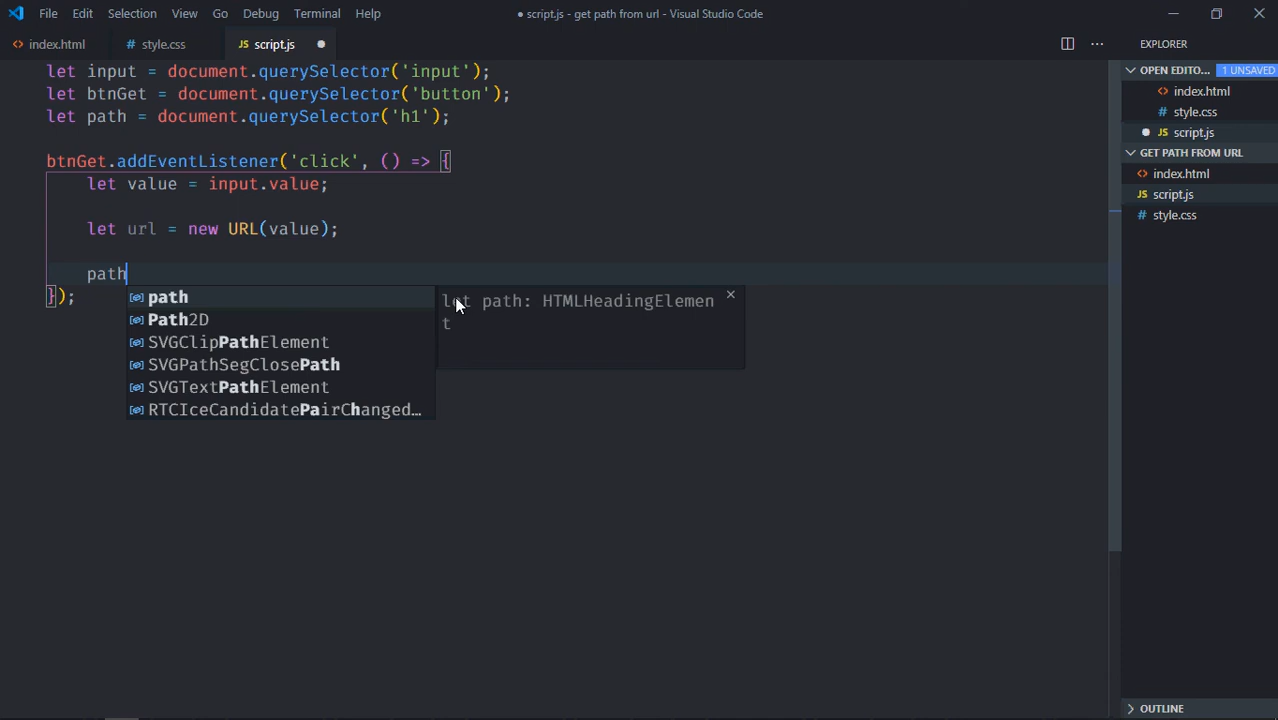 File Edit Selection View Go Debug Terminal Help
● script.js - get path from url - Visual Studio Code
index.html
style.css
JS script.js
EXPLORER
let input = document.querySelector('input');
let btnGet = document.querySelector('button');
let path = document.querySelector('h1');
btnGet.addEventListener('click', () => {
let value = input.value;
let url = new URL(value);
path
});
path
Path2D
SVGClipPathElement
SVGPathSegClosePath
SVGTextPathElement
RTCIceCandidatePairChanged…
let path: HTMLHeadingElemen
t
OPEN EDITO... 1 UNSAVED
index.html
style.css
JS script.js
GET PATH FROM URL
index.html
JS script.js
style.css
OUTLINE